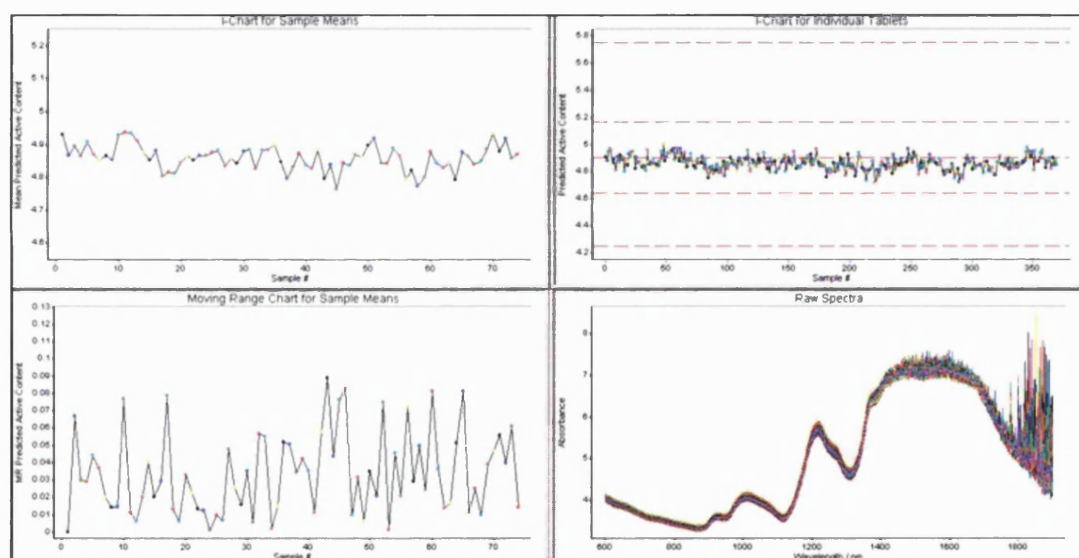 I-Chart for Sample Means
Mean Predicted Active Content
5.2
5.1
5
4.9
4.8
4.7
4.6
0 10 20 30 40 50 60 70
Sample #
I-Chart for Individual Tablets
Predicted Active Content
5.8
5.6
5.4
5.2
5
4.8
4.6
4.4
4.2
0 50 100 150 200 250 300 350
Sample #
Moving Range Chart for Sample Means
MR Predicted Active Content
0.13
0.12
0.11
0.1
0.09
0.08
0.07
0.06
0.05
0.04
0.03
0.02
0.01
0
0 10 20 30 40 50 60 70
Sample #
Raw Spectra
Absorbance
8
7
6
5
4
600 800 1000 1200 1400 1600 1800
Wavelength / nm